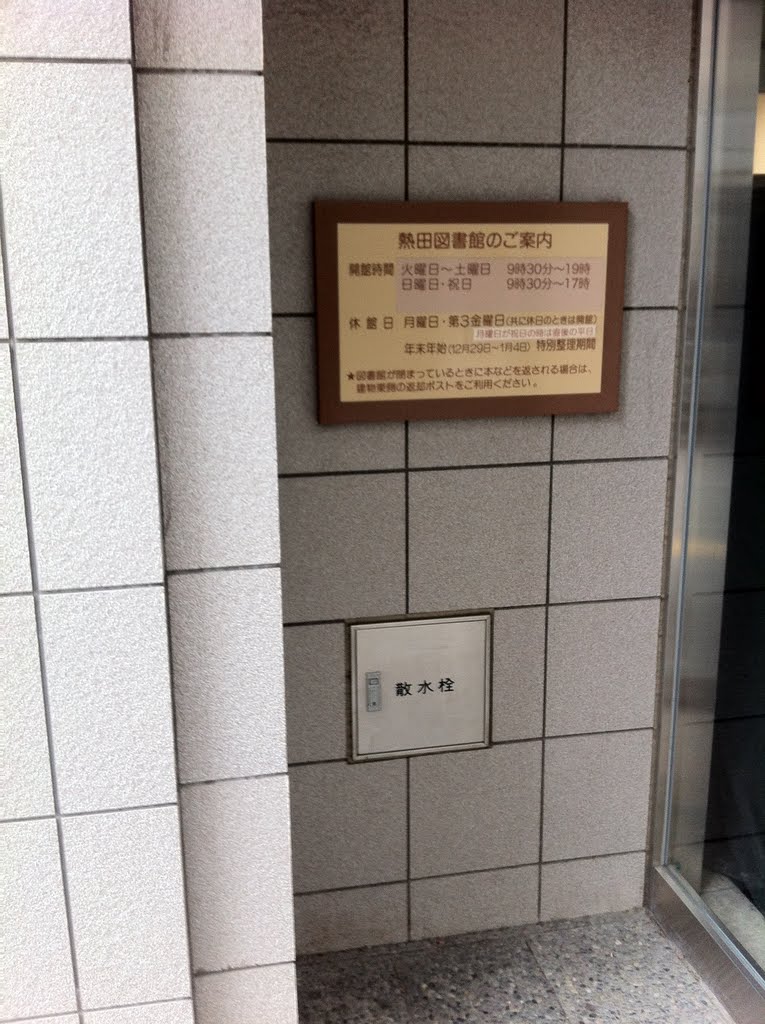 熱田図書館のご案内
開館時間 火曜日～土曜日 9時30分～19時
日曜日・祝日 9時30分～17時
休館日 月曜日・第3金曜日(共に休日のときは開館)
月曜日が祝日の時は直後の平日
年末年始(12月29日～1月4日) 特別整理期間
★図書館が閉まっているときに本などを返される場合は、
建物東側の返却ポストをご利用ください。
散水栓